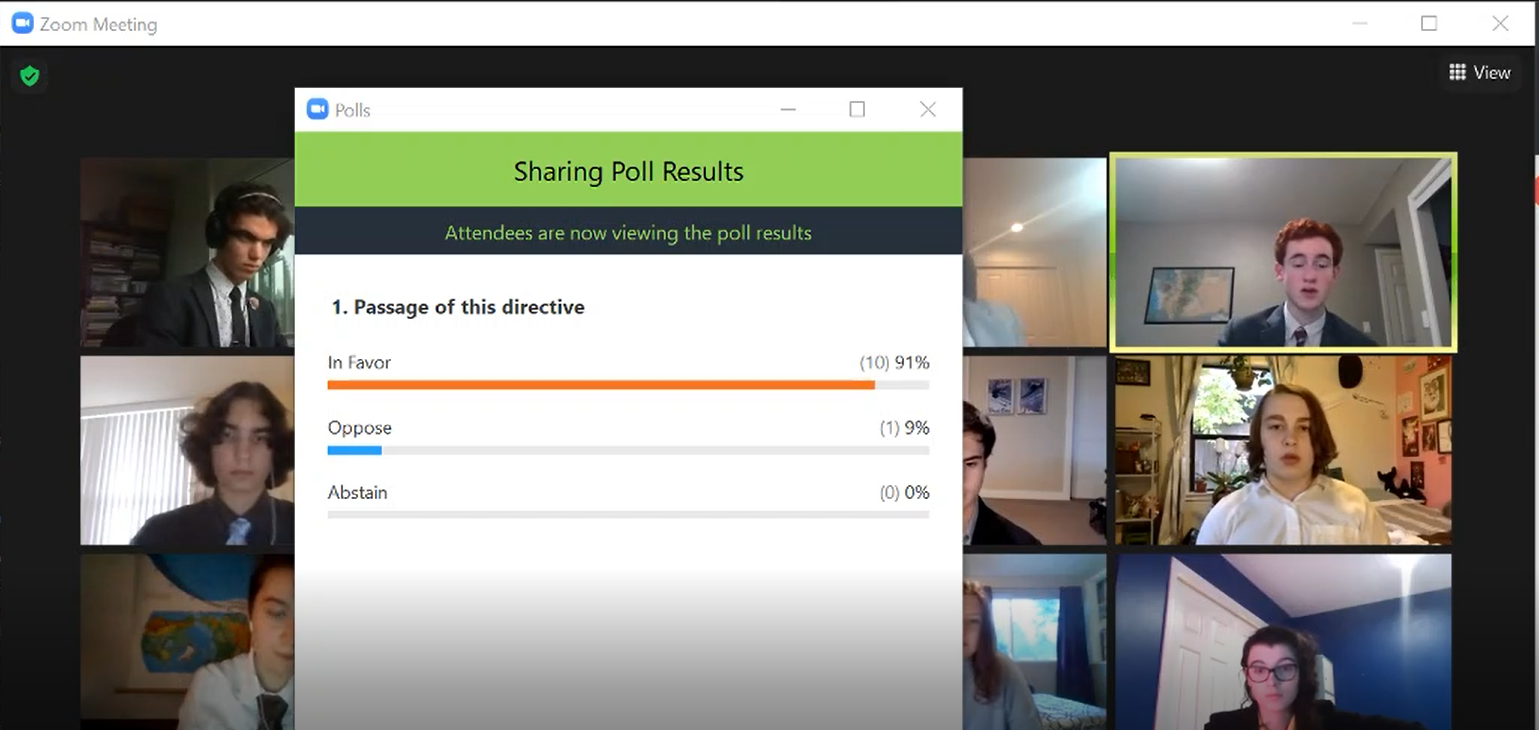 Zoom Meeting
View
Polls
Sharing Poll Results
Attendees are now viewing the poll results
1. Passage of this directive
In Favor (10) 91%
Oppose (1) 9%
Abstain (0) 0%